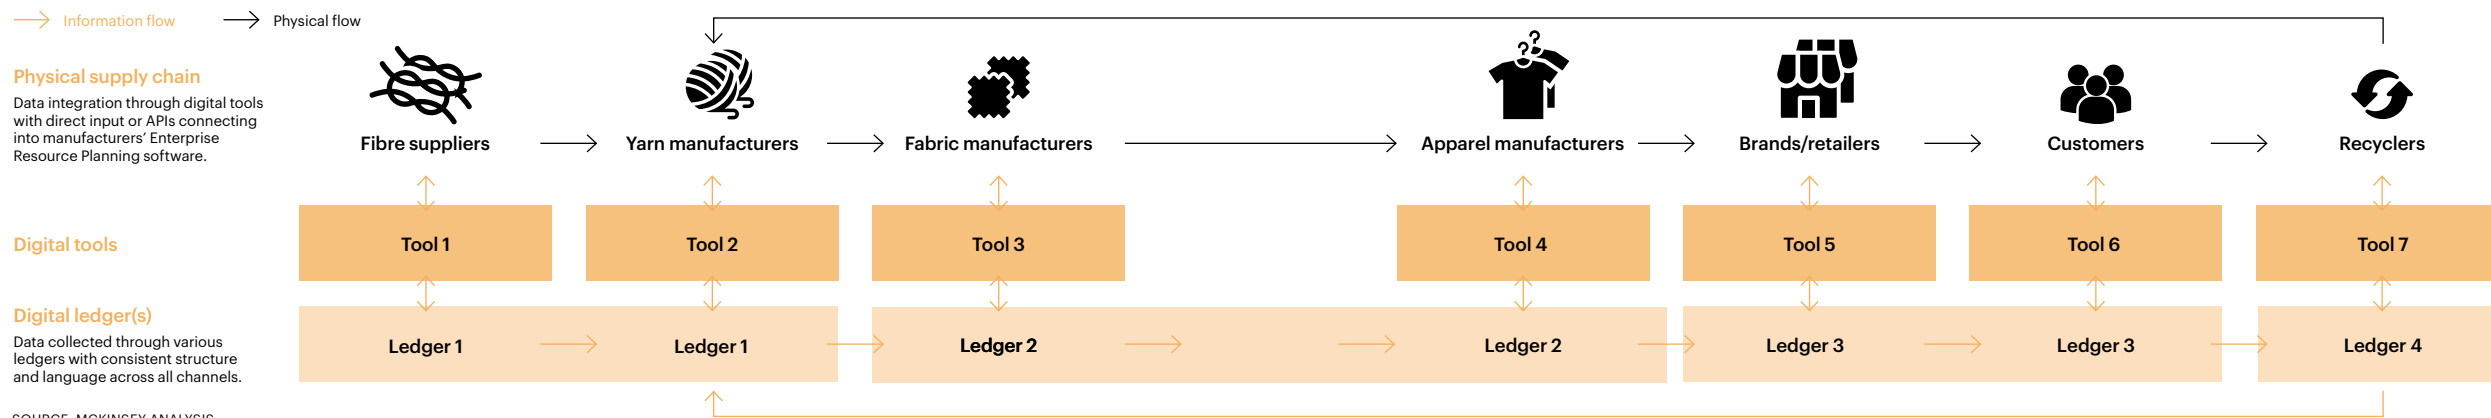 Information flow
Physical flow
Physical supply chain
Data integration through digital tools
with direct input or APIs connecting
into manufacturers' Enterprise
Resource Planning software.
Fibre suppliers
Yarn manufacturers
Fabric manufacturers
Apparel manufacturers
Brands/retailers
Customers
Recyclers
Digital tools
Tool 1
Tool 2
Tool 3
Tool 4
Tool 5
Tool 6
Tool 7
Digital ledger(s)
Data collected through various
ledgers with consistent structure
and language across all channels.
Ledger 1
Ledger 1
Ledger 2
Ledger 2
Ledger 3
Ledger 3
Ledger 4
SOURCE: MCKINSEY ANALYSIS